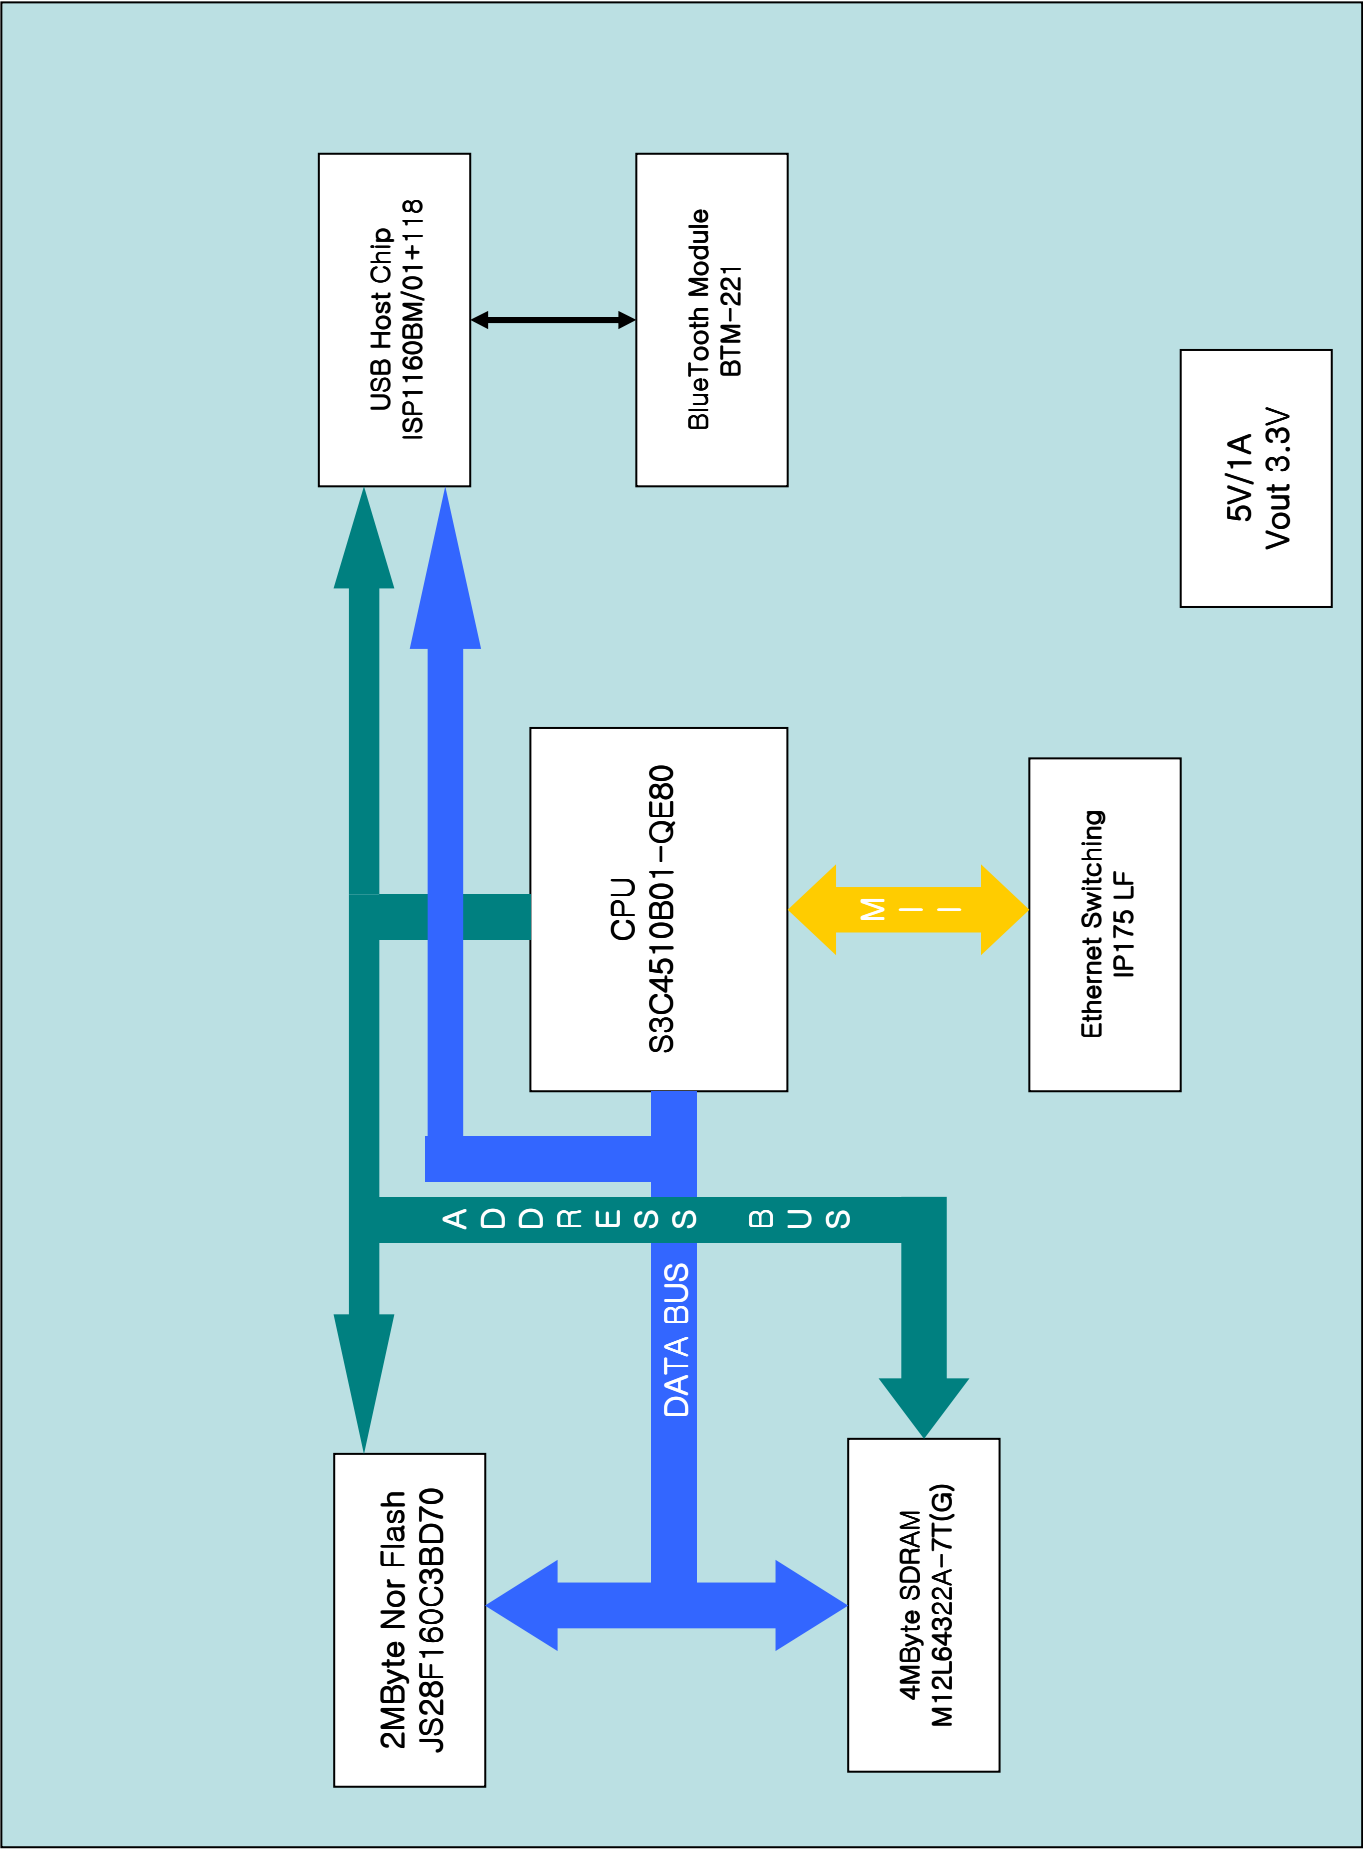 2MByte Nor Flash
JS28F160C3BD70
USB Host Chip
ISP1160BM/01+118
ADDRESS BUS
DATA BUS
CPU
S3C4510B01-QE80
BlueTooth Module
BTM-221
MII
4MByte SDRAM
M12L64322A-7T(G)
Ethernet Switching
IP175 LF
5V/1A
Vout 3.3V